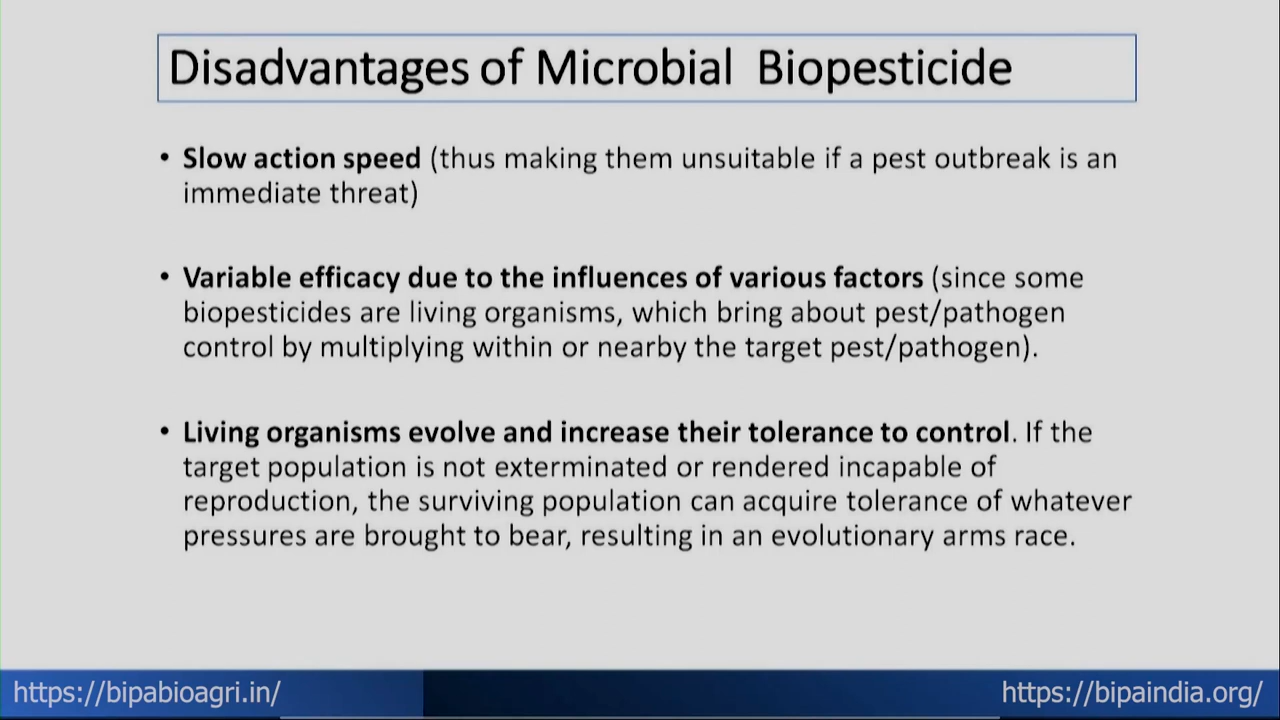 Disadvantages of Microbial Biopesticide
• Slow action speed (thus making them unsuitable if a pest outbreak is an
immediate threat)
• Variable efficacy due to the influences of various factors (since some
biopesticides are living organisms, which bring about pest/pathogen
control by multiplying within or nearby the target pest/pathogen).
• Living organisms evolve and increase their tolerance to control. If the
target population is not exterminated or rendered incapable of
reproduction, the surviving population can acquire tolerance of whatever
pressures are brought to bear, resulting in an evolutionary arms race.
https://bipabioagri.in/
https://bipaindia.org/